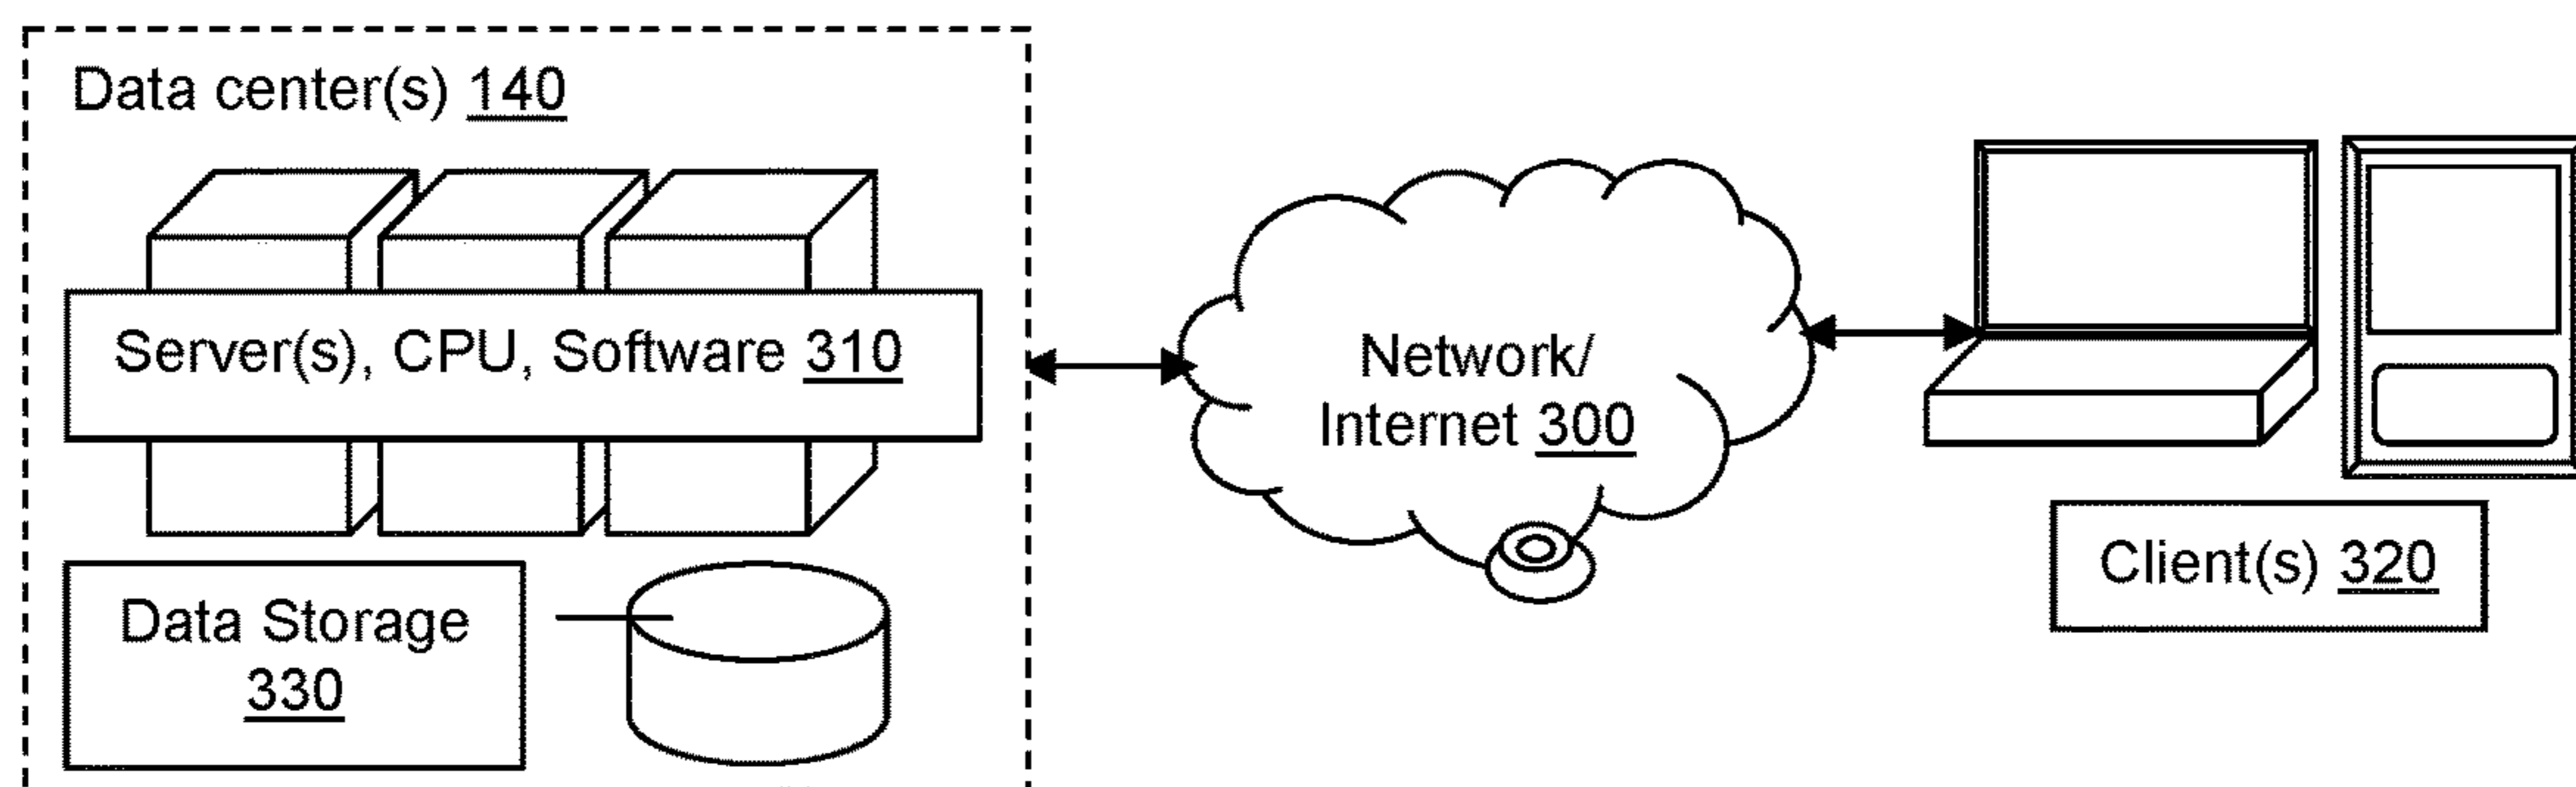 Data center(s) 140
Server(s), CPU, Software 310
Data Storage
330
Network/
Internet 300
Client(s) 320